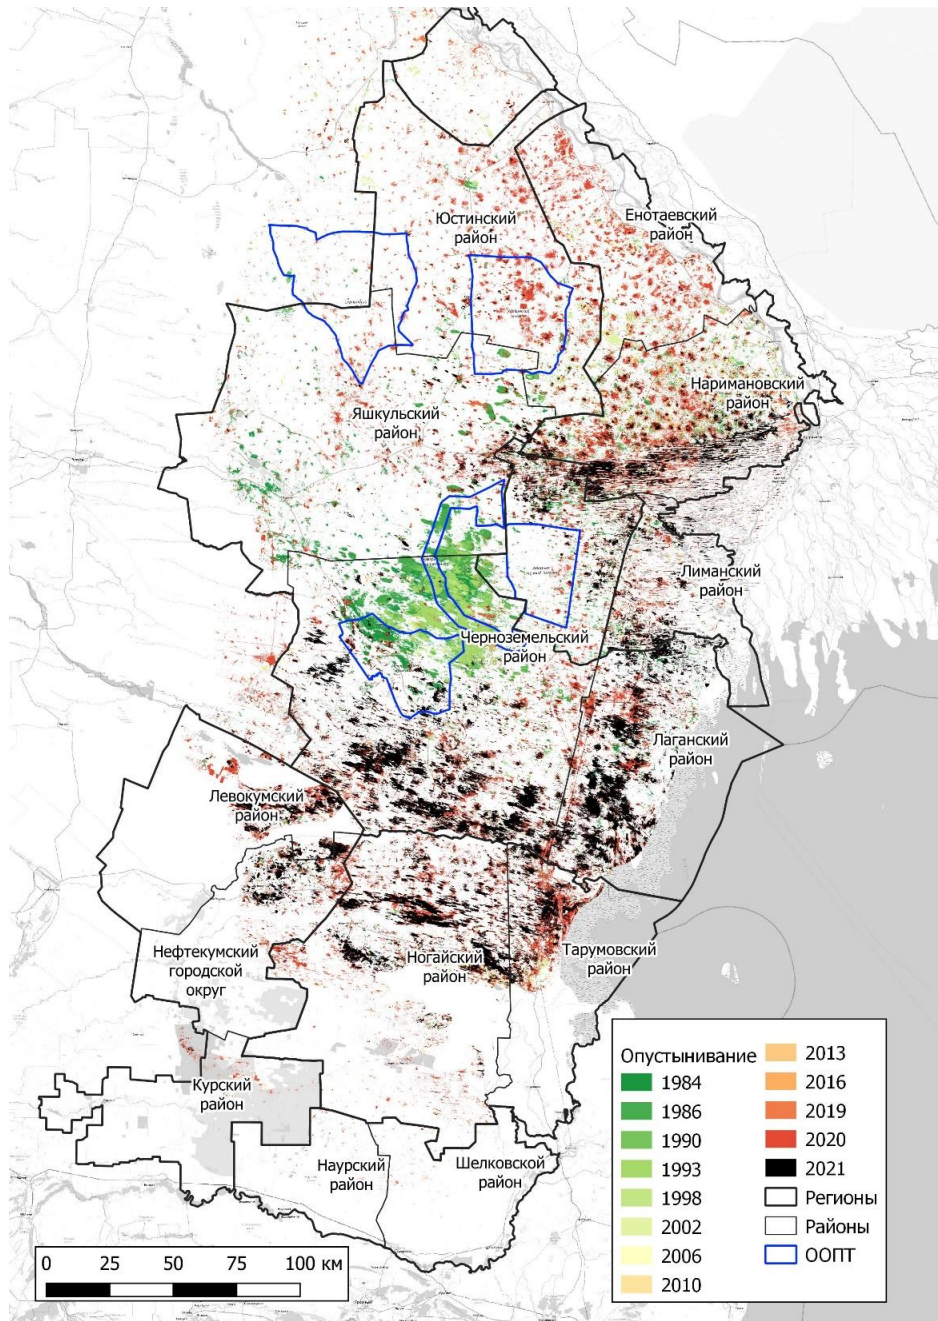 Юстинский
район
Енотаевский
район
Наримановский
район
Яшкульский
район
Лиманский
район
Черноземельский
район
Лаганский
район
Левокумский
район
Нефтекумский
городской
округ
Ногайский
район
Тарумовский
район
Курский
район
Наурский
район
Шелковской
район
0 25 50 75 100 км
Опустынивание
1984
1986
1990
1993
1998
2002
2006
2010
2013
2016
2019
2020
2021
Регионы
Районы
ООПТ